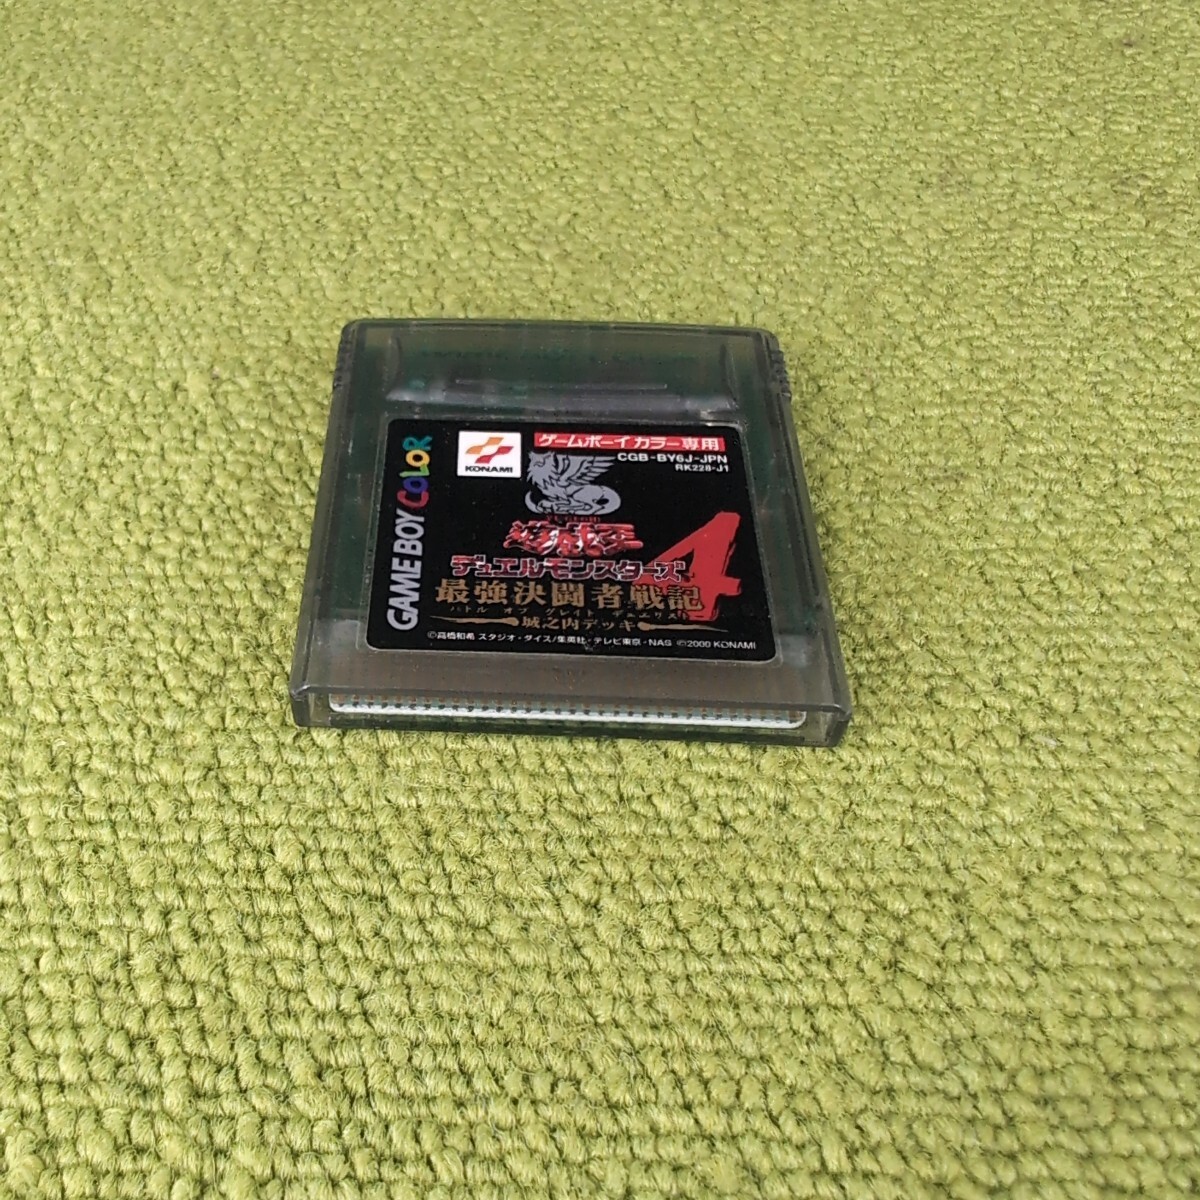 GAME BOY COLOR
KONAMI
ゲームボーイカラー専用
CGB-BY6J-JPN
RK228-J1
遊戯王
デュエルモンスターズ4
最強決闘者戦記
バトル オブ グレイト デュエリスト
城之内デッキ
©高橋和希 スタジオ・ダイス/集英社・テレビ東京・NAS ©2000 KONAMI